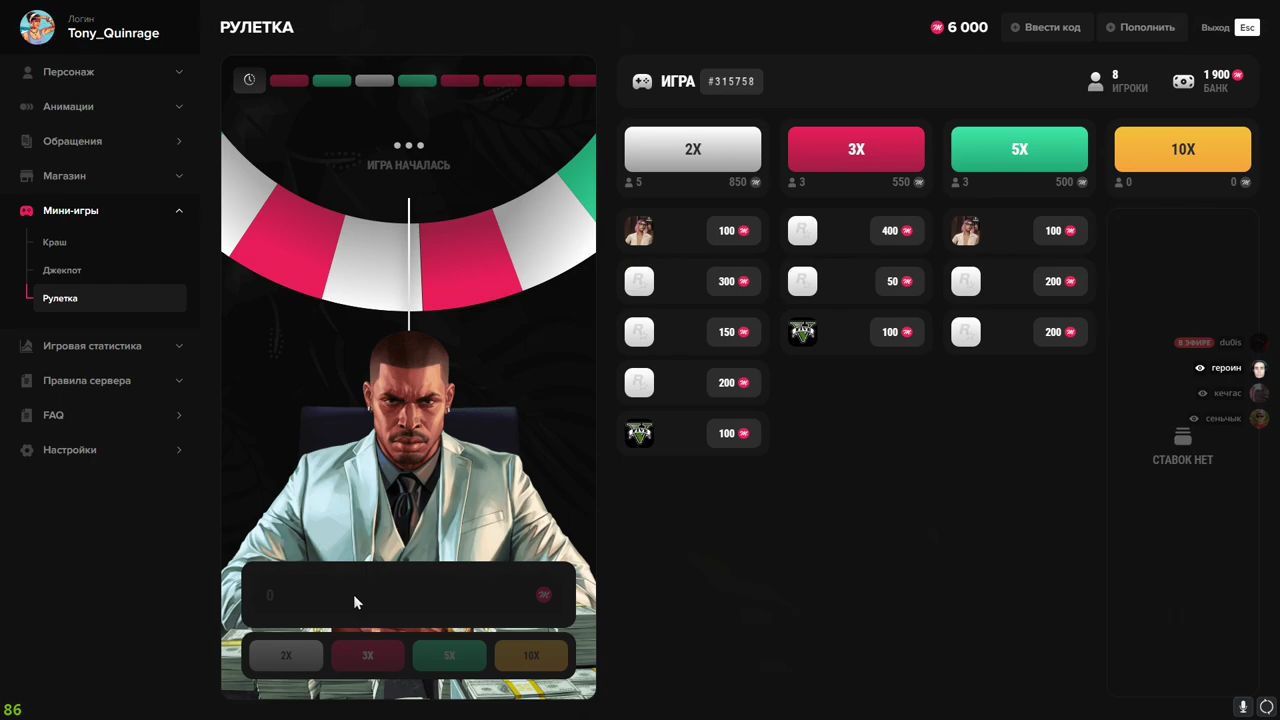 Логин
Tony_Quinrage
Персонаж
Анимации
Обращения
Магазин
Мини-игры
Краш
Джекпот
Рулетка
Игровая статистика
Правила сервера
FAQ
Настройки
86
РУЛЕТКА
6 000
Ввести код
Пополнить
Выход
Esc
ИГРА НАЧАЛАСЬ
0
2X
3X
5X
10X
ИГРА
#315758
8
ИГРОКИ
1 900
БАНК
2X
5
850
3X
3
550
5X
3
500
10X
0
0
100
300
150
200
100
400
50
100
100
200
200
В ЭФИРЕ
du0is
героин
кечгас
сеньчык
СТАВОК НЕТ